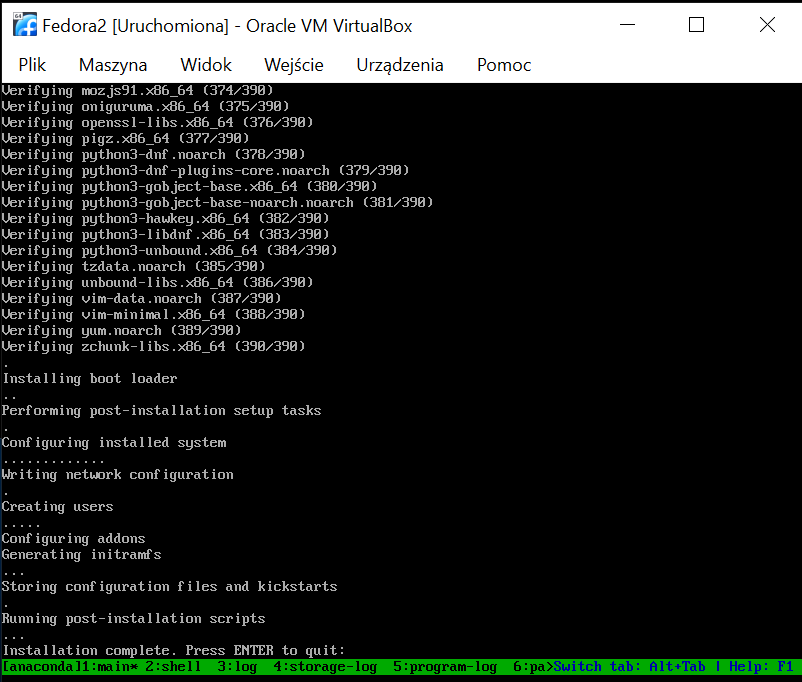 64
Fedora2 [Uruchomiona] - Oracle VM VirtualBox
Plik Maszyna Widok Wejście Urządzenia Pomoc
Verifying mozjs91.x86_64 (374/390)
Verifying oniguruma.x86_64 (375/390)
Verifying openssl-libs.x86_64 (376/390)
Verifying pigz.x86_64 (377/390)
Verifying python3-dnf.noarch (378/390)
Verifying python3-dnf-plugins-core.noarch (379/390)
Verifying python3-gobject-base.x86_64 (380/390)
Verifying python3-gobject-base-noarch.noarch (381/390)
Verifying python3-hawkey.x86_64 (382/390)
Verifying python3-libdnf.x86_64 (383/390)
Verifying python3-unbound.x86_64 (384/390)
Verifying tzdata.noarch (385/390)
Verifying unbound-libs.x86_64 (386/390)
Verifying vim-data.noarch (387/390)
Verifying vim-minimal.x86_64 (388/390)
Verifying yum.noarch (389/390)
Verifying zchunk-libs.x86_64 (390/390)
.
Installing boot loader
..
Performing post-installation setup tasks
.
Configuring installed system
.............
Writing network configuration
.
Creating users
.....
Configuring addons
Generating initramfs
...
Storing configuration files and kickstarts
.
Running post-installation scripts
...
Installation complete. Press ENTER to quit:
[anaconda]1:main* 2:shell  3:log  4:storage-log  5:program-log  6:pa>Switch tab: Alt+Tab | Help: F1